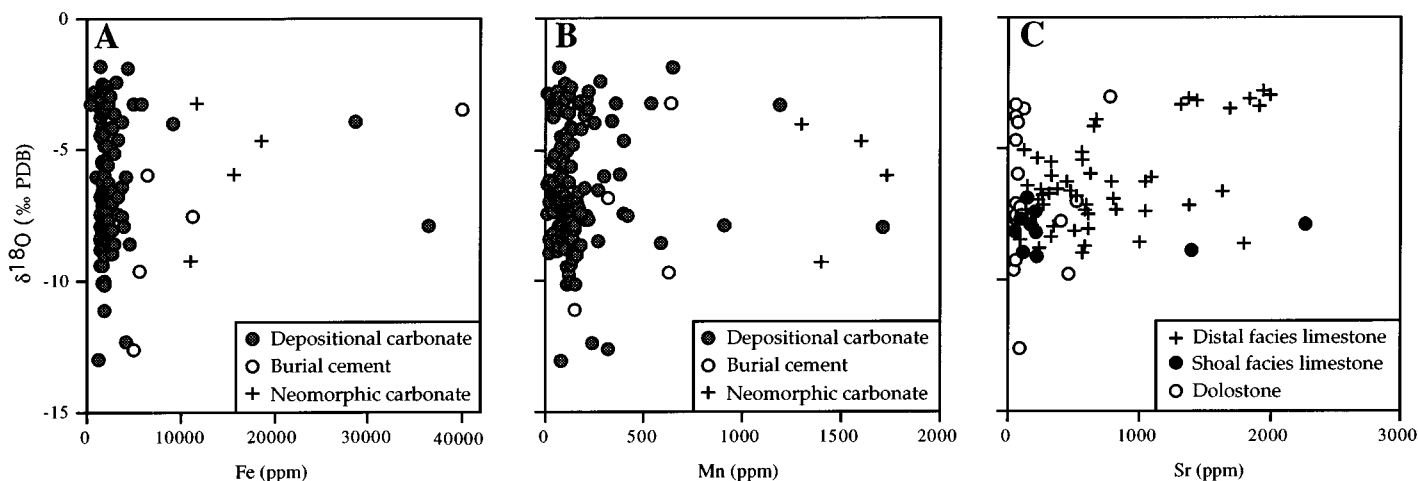 A
B
C
0
-5
-10
-15
δ18O (‰ PDB)
Depositional carbonate
Burial cement
Neomorphic carbonate
0
10000
20000
30000
40000
Fe (ppm)
Depositional carbonate
Burial cement
Neomorphic carbonate
0
500
1000
1500
2000
Mn (ppm)
Distal facies limestone
Shoal facies limestone
Dolostone
0
1000
2000
3000
Sr (ppm)